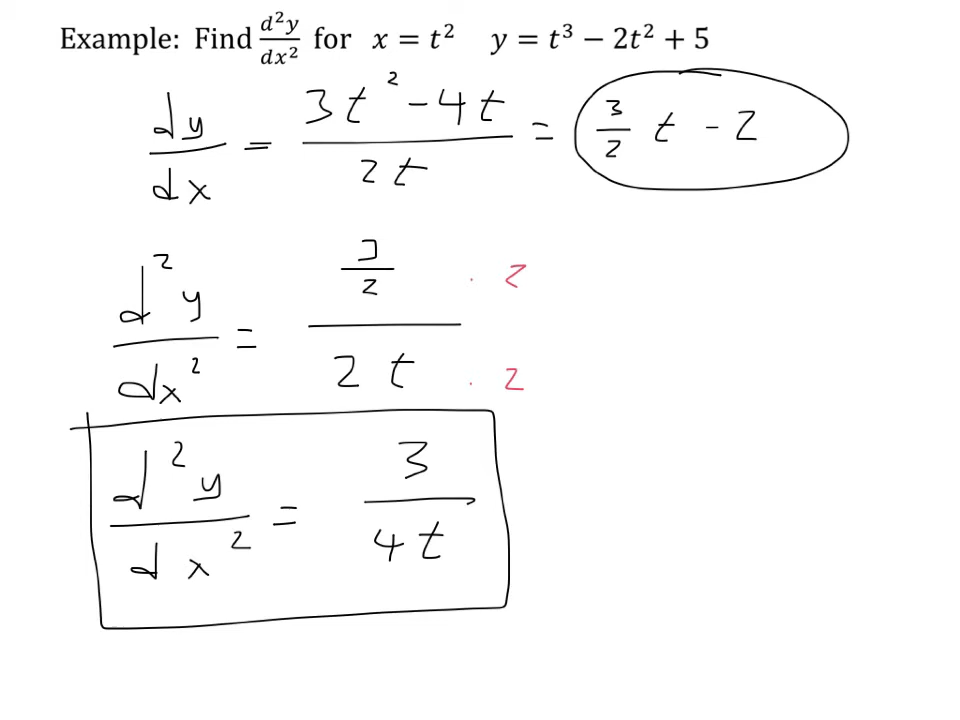 Example: Find d²y/dx² for x = t² y = t³ − 2t² + 5
dy/dx = (3t² - 4t)/(2t) = 3/2 t - 2
d²y/dx² = (3/2)/(2t) · 2 / · 2
d²y/dx² = 3/(4t)